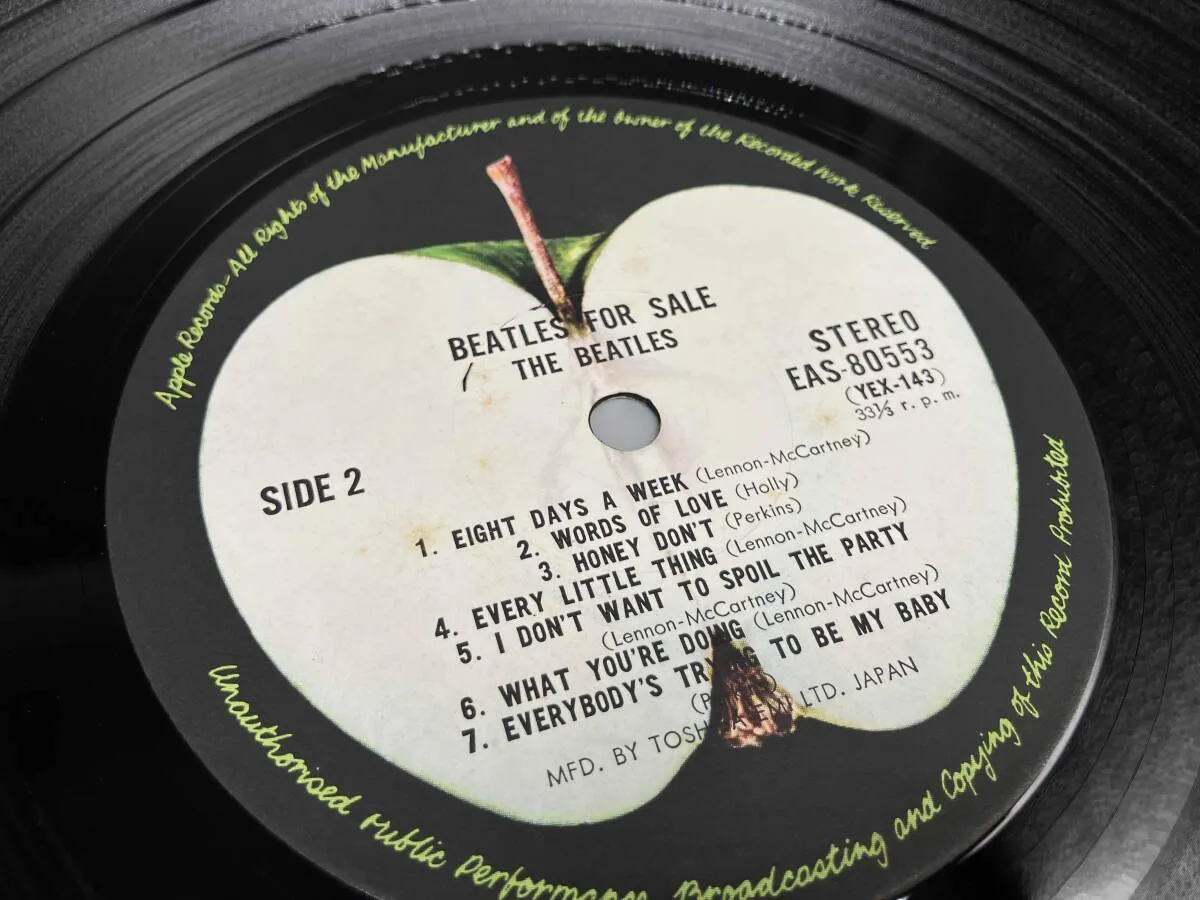 Apple Records-All Rights of the Manufacturer and of the Owner of the Recorded Work Reserved
BEATLES FOR SALE
THE BEATLES
STEREO
EAS-80553
(YEX-143)
33⅓ r. p. m.
SIDE 2
1. EIGHT DAYS A WEEK (Lennon-McCartney)
2. WORDS OF LOVE (Holly)
3. HONEY DON'T (Perkins)
4. EVERY LITTLE THING (Lennon-McCartney)
5. I DON'T WANT TO SPOIL THE PARTY
(Lennon-McCartney)
6. WHAT YOU'RE DOING (Lennon-McCartney)
7. EVERYBODY'S TRYING TO BE MY BABY
MFD. BY TOSHIBA EMI LTD. JAPAN
Unauthorised Public Performance Broadcasting and Copying of this Record Prohibited